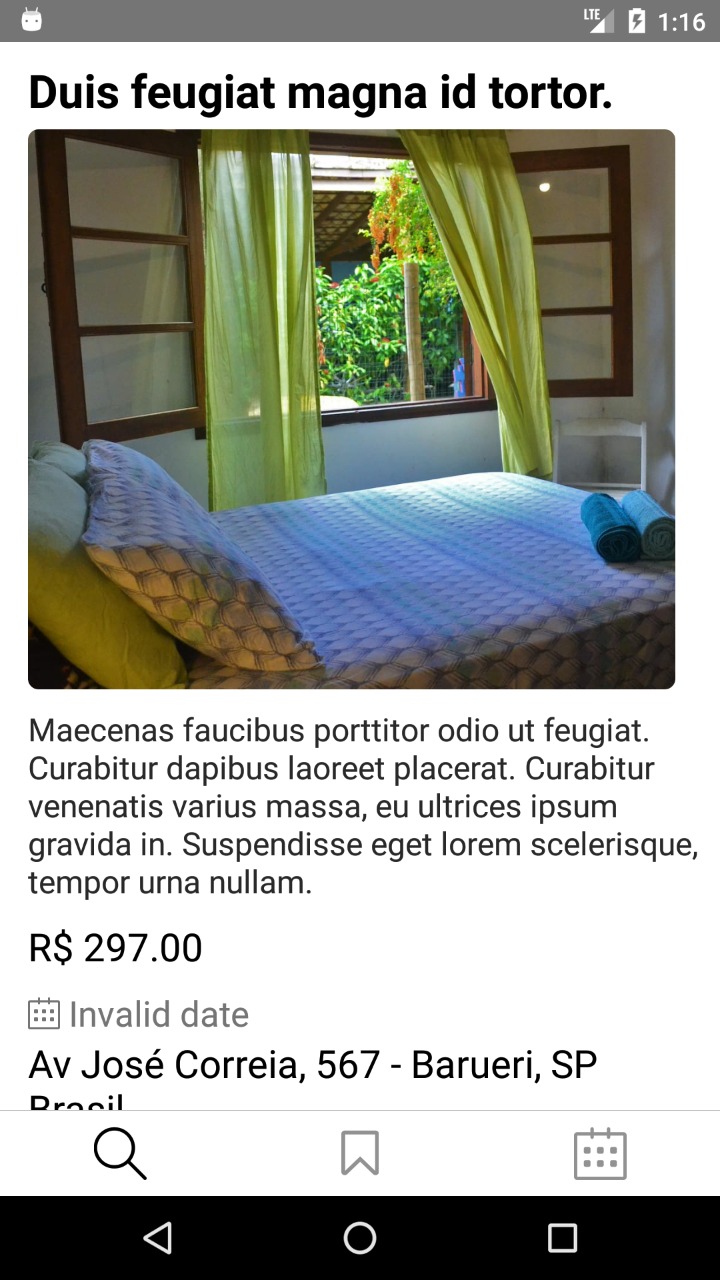 LTE 1:16
Duis feugiat magna id tortor.
Maecenas faucibus porttitor odio ut feugiat.
Curabitur dapibus laoreet placerat. Curabitur
venenatis varius massa, eu ultrices ipsum
gravida in. Suspendisse eget lorem scelerisque,
tempor urna nullam.
R$ 297.00
Invalid date
Av José Correia, 567 - Barueri, SP
Brasil